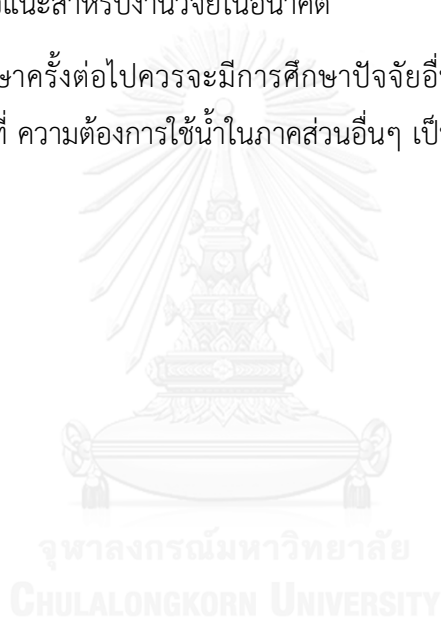 แนะสำหรับงานวิจัยในอนาคต
ษาครั้งต่อไปควรจะมีการศึกษาปัจจัยอื่น
ที่ ความต้องการใช้น้ำในภาคส่วนอื่นๆ เป็
จุฬาลงกรณ์มหาวิทยาลัย
CHULALONGKORN UNIVERSITY